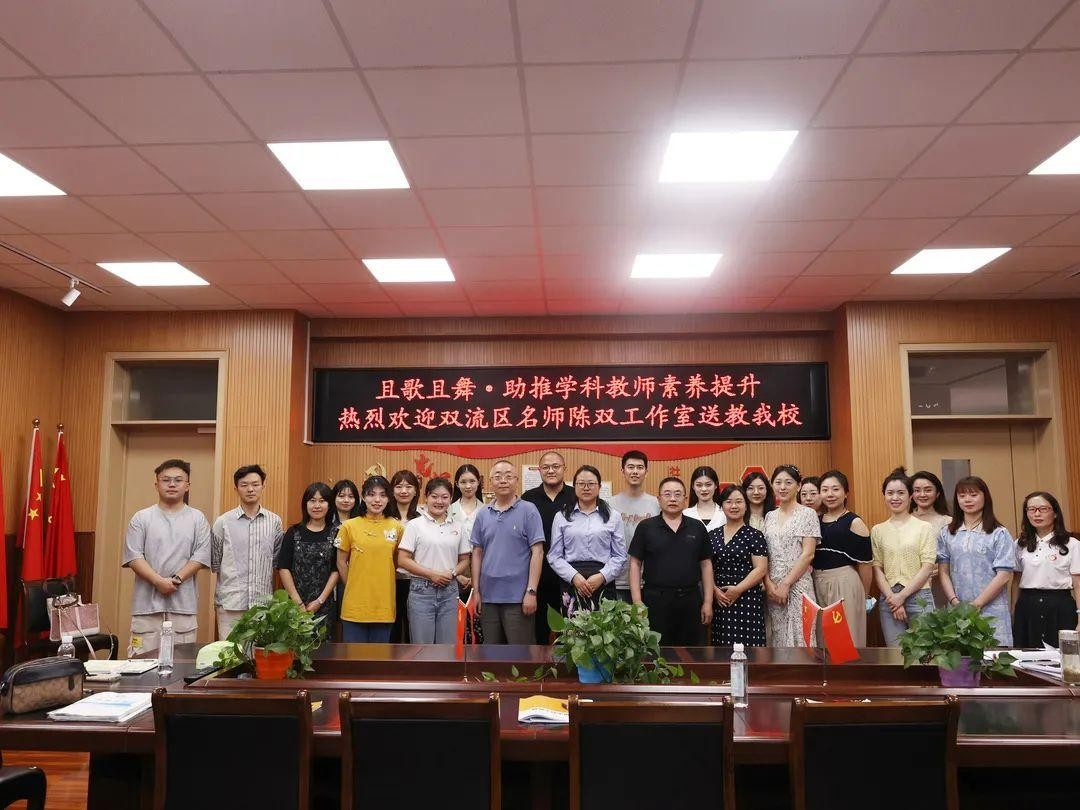 且歌且舞·助推学科教师素养提升
热烈欢迎双流区名师陈双工作室送教我校
社